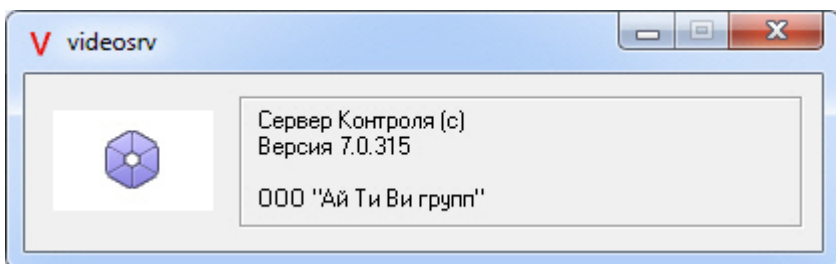 V videosrv
Сервер Контроля (c)
Версия 7.0.315
ООО "Ай Ти Ви групп"